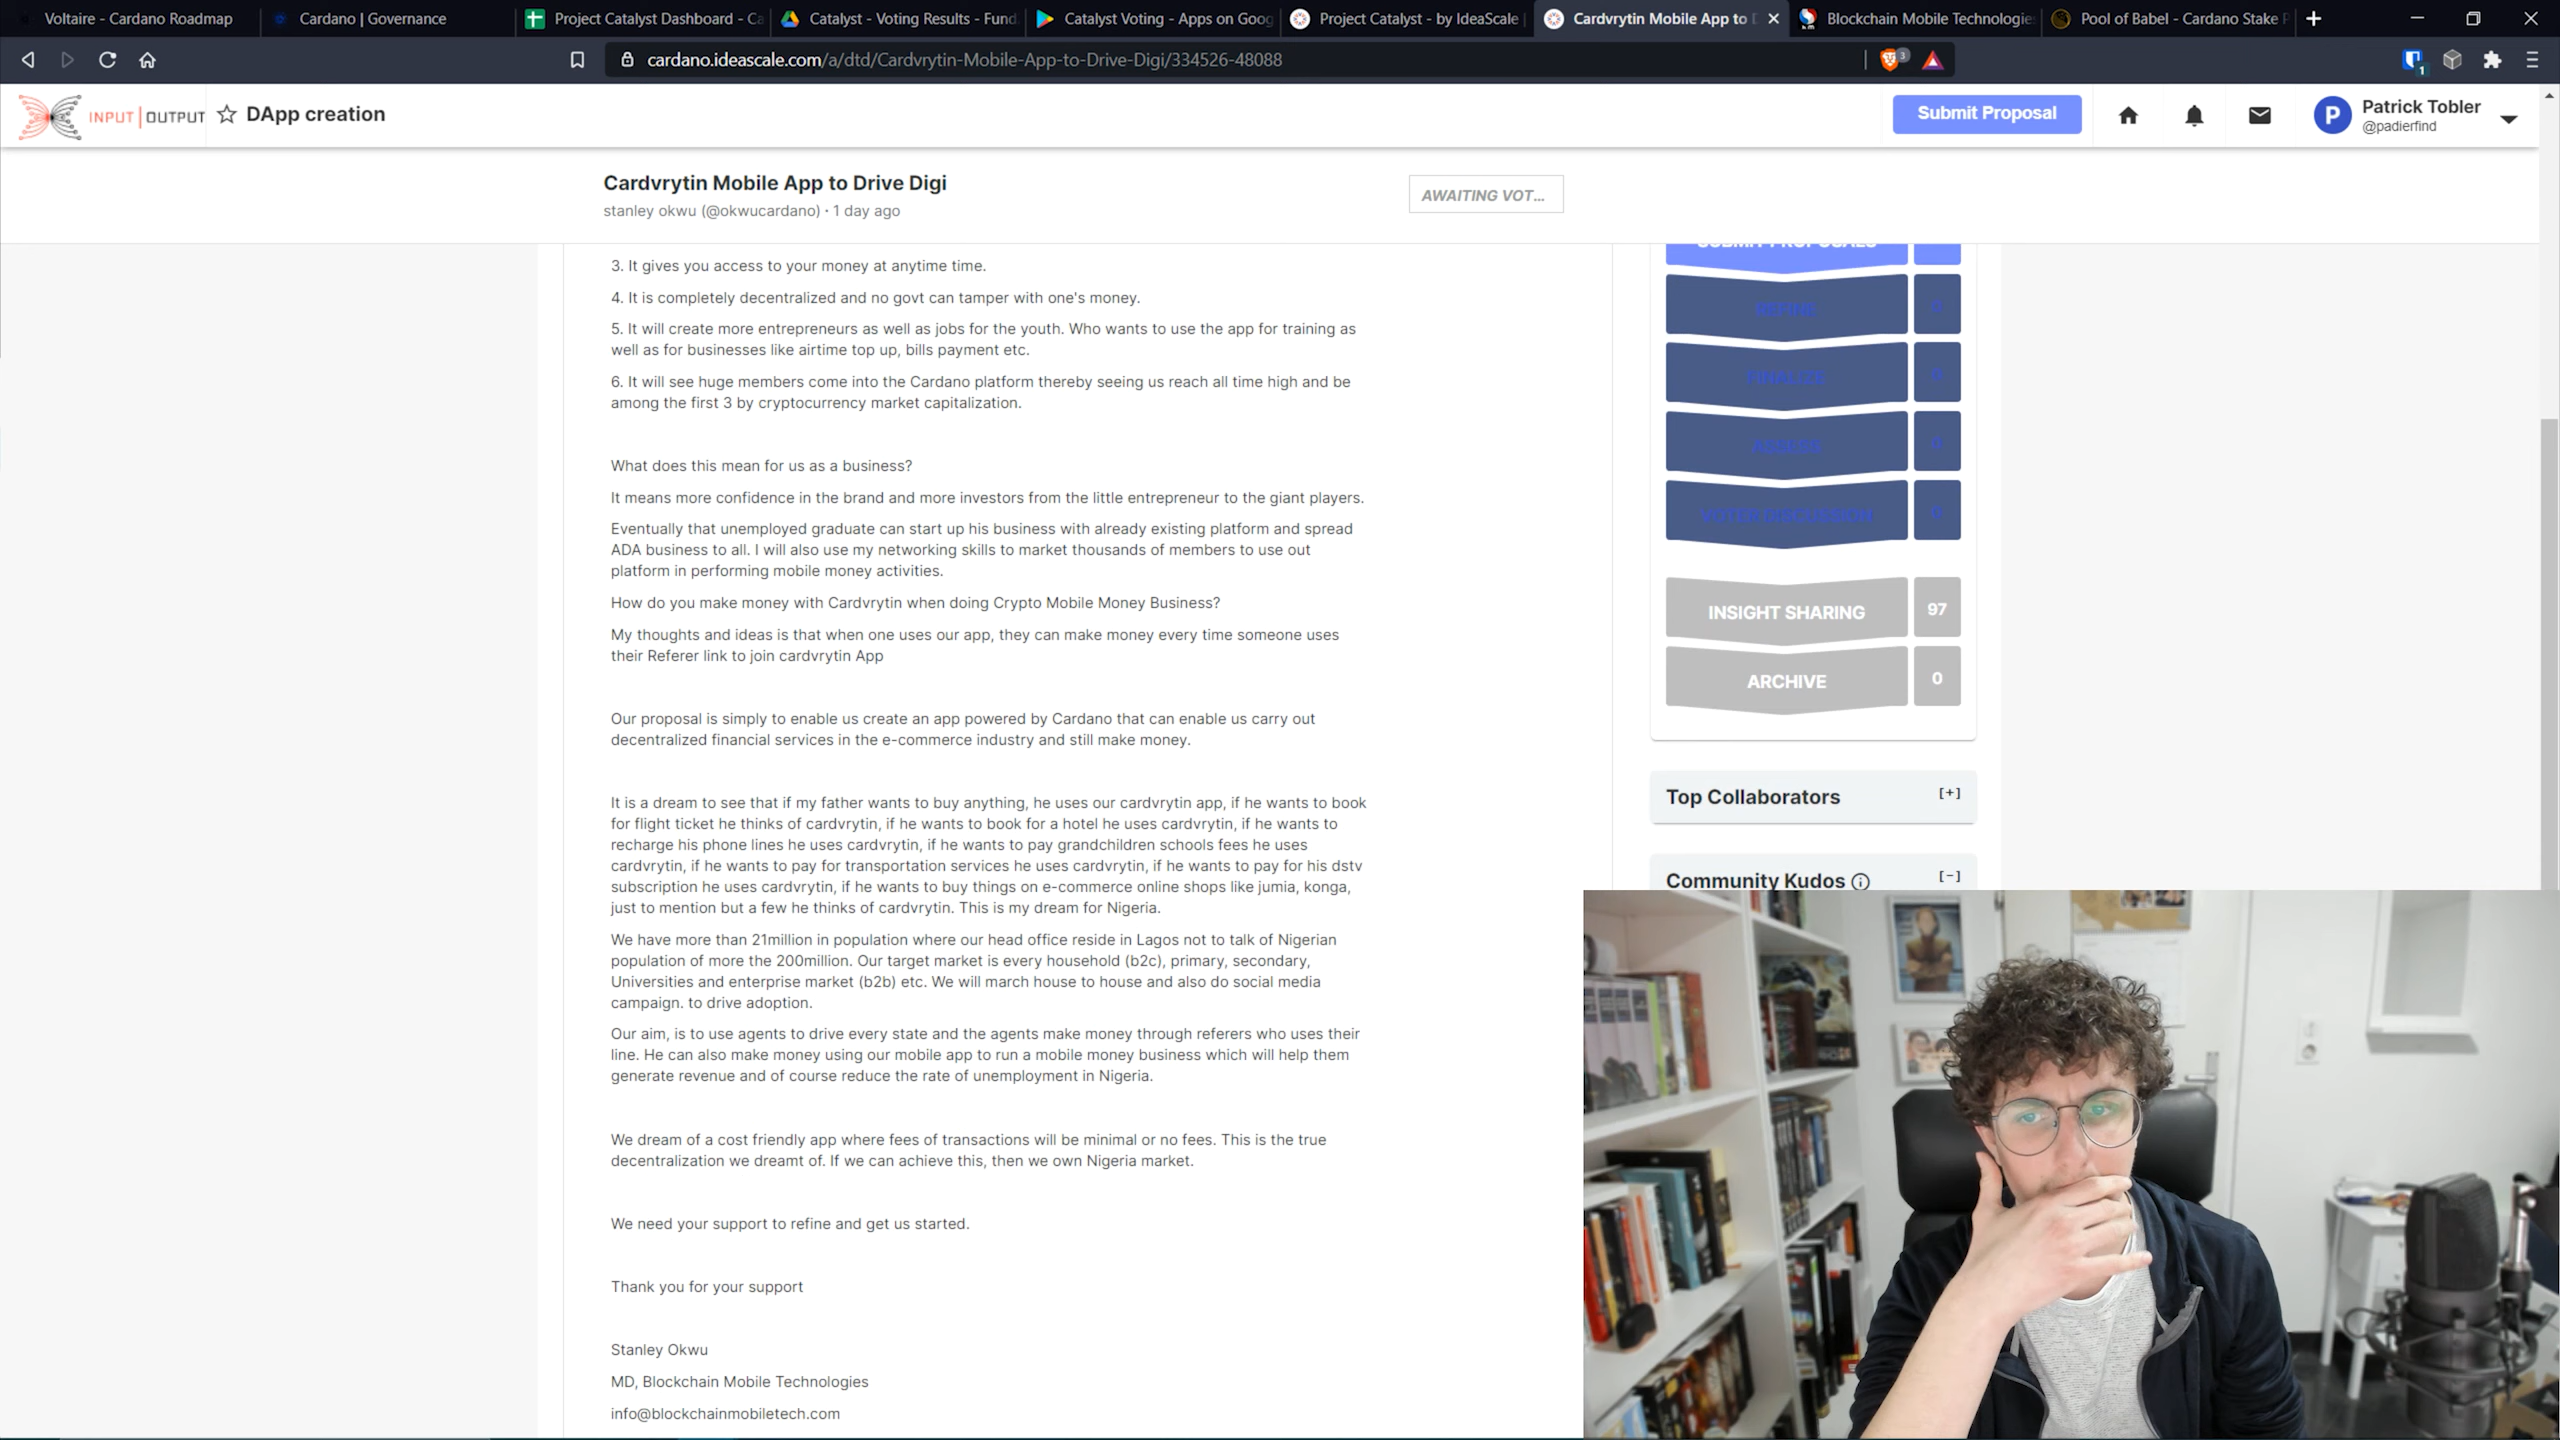 Voltaire - Cardano Roadmap
Cardano | Governance
Project Catalyst Dashboard - Ca
Catalyst - Voting Results - Fund
Catalyst Voting - Apps on Goog
Project Catalyst - by IdeaScale
Cardvrytin Mobile App to D
Blockchain Mobile Technologie
Pool of Babel - Cardano Stake P
cardano.ideascale.com/a/dtd/Cardvrytin-Mobile-App-to-Drive-Digi/334526-48088
3
1
INPUT | OUTPUT
DApp creation
Submit Proposal
P
Patrick Tobler
@padierfind
Cardvrytin Mobile App to Drive Digi
stanley okwu (@okwucardano) · 1 day ago
AWAITING VOT...
3. It gives you access to your money at anytime time.
4. It is completely decentralized and no govt can tamper with one's money.
5. It will create more entrepreneurs as well as jobs for the youth. Who wants to use the app for training as
well as for businesses like airtime top up, bills payment etc.
6. It will see huge members come into the Cardano platform thereby seeing us reach all time high and be
among the first 3 by cryptocurrency market capitalization.
What does this mean for us as a business?
It means more confidence in the brand and more investors from the little entrepreneur to the giant players.
Eventually that unemployed graduate can start up his business with already existing platform and spread
ADA business to all. I will also use my networking skills to market thousands of members to use out
platform in performing mobile money activities.
How do you make money with Cardvrytin when doing Crypto Mobile Money Business?
My thoughts and ideas is that when one uses our app, they can make money every time someone uses
their Referer link to join cardvrytin App
Our proposal is simply to enable us create an app powered by Cardano that can enable us carry out
decentralized financial services in the e-commerce industry and still make money.
It is a dream to see that if my father wants to buy anything, he uses our cardvrytin app, if he wants to book
for flight ticket he thinks of cardvrytin, if he wants to book for a hotel he uses cardvrytin, if he wants to
recharge his phone lines he uses cardvrytin, if he wants to pay grandchildren schools fees he uses
cardvrytin, if he wants to pay for transportation services he uses cardvrytin, if he wants to pay for his dstv
subscription he uses cardvrytin, if he wants to buy things on e-commerce online shops like jumia, konga,
just to mention but a few he thinks of cardvrytin. This is my dream for Nigeria.
We have more than 21million in population where our head office reside in Lagos not to talk of Nigerian
population of more the 200million. Our target market is every household (b2c), primary, secondary,
Universities and enterprise market (b2b) etc. We will march house to house and also do social media
campaign. to drive adoption.
Our aim, is to use agents to drive every state and the agents make money through referers who uses their
line. He can also make money using our mobile app to run a mobile money business which will help them
generate revenue and of course reduce the rate of unemployment in Nigeria.
We dream of a cost friendly app where fees of transactions will be minimal or no fees. This is the true
decentralization we dreamt of. If we can achieve this, then we own Nigeria market.
We need your support to refine and get us started.
Thank you for your support
Stanley Okwu
MD, Blockchain Mobile Technologies
info@blockchainmobiletech.com
SUBMIT PROPOSALS
REFINE 0
FINALIZE 0
ASSESS 0
VOTER DISCUSSION 0
INSIGHT SHARING 97
ARCHIVE 0
Top Collaborators [+]
Community Kudos [-]